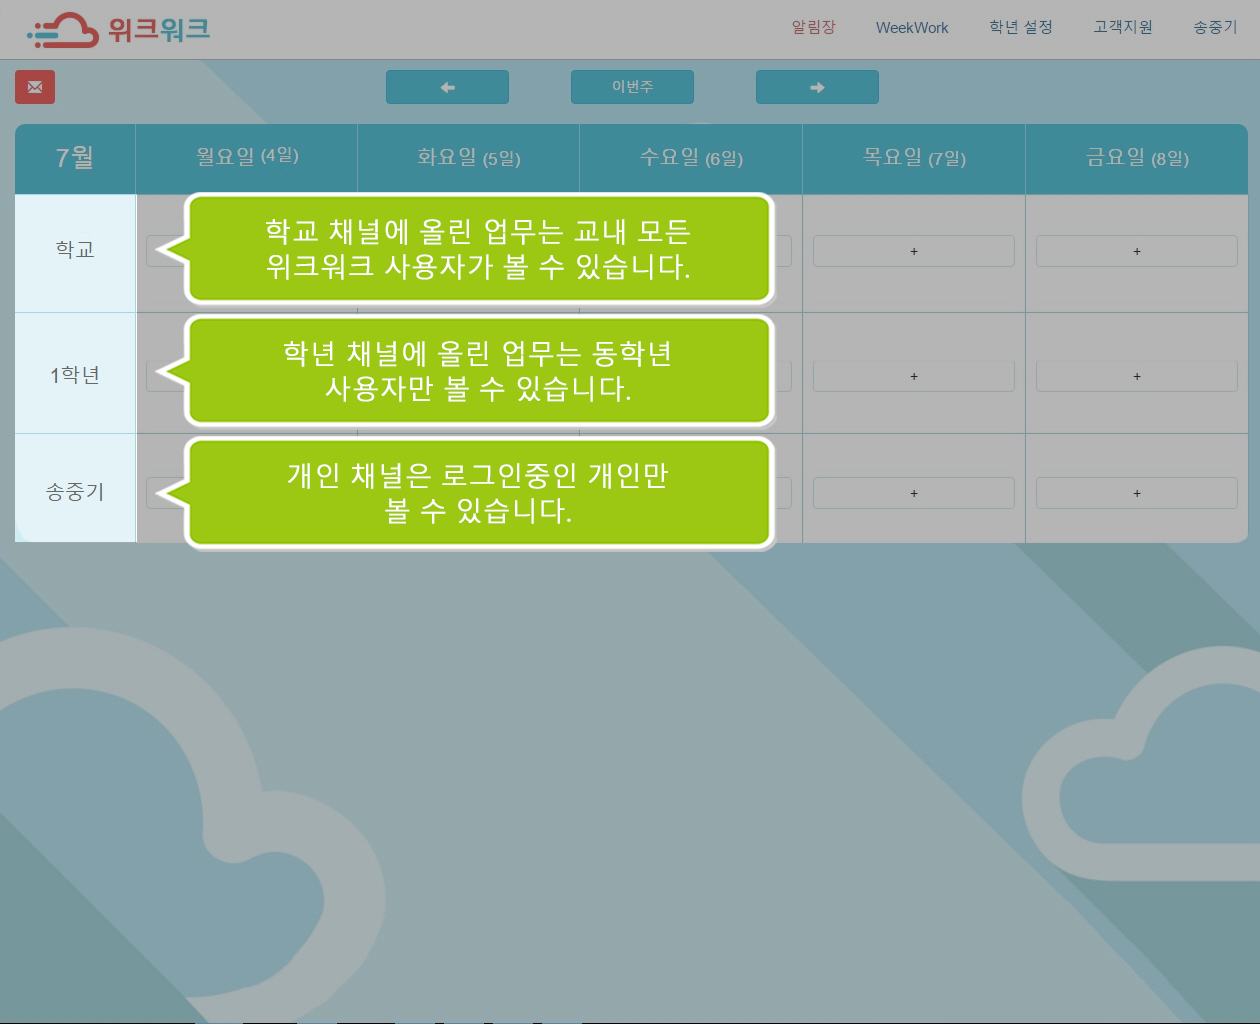 위크워크
알림장 WeekWork 학년 설정 고객지원 송중기
이번주
7월 월요일 (4일) 화요일 (5일) 수요일 (6일) 목요일 (7일) 금요일 (8일)
학교
학교 채널에 올린 업무는 교내 모든
위크워크 사용자가 볼 수 있습니다.
+ +
1학년
학년 채널에 올린 업무는 동학년
사용자만 볼 수 있습니다.
+ +
송중기
개인 채널은 로그인중인 개인만
볼 수 있습니다.
+ +